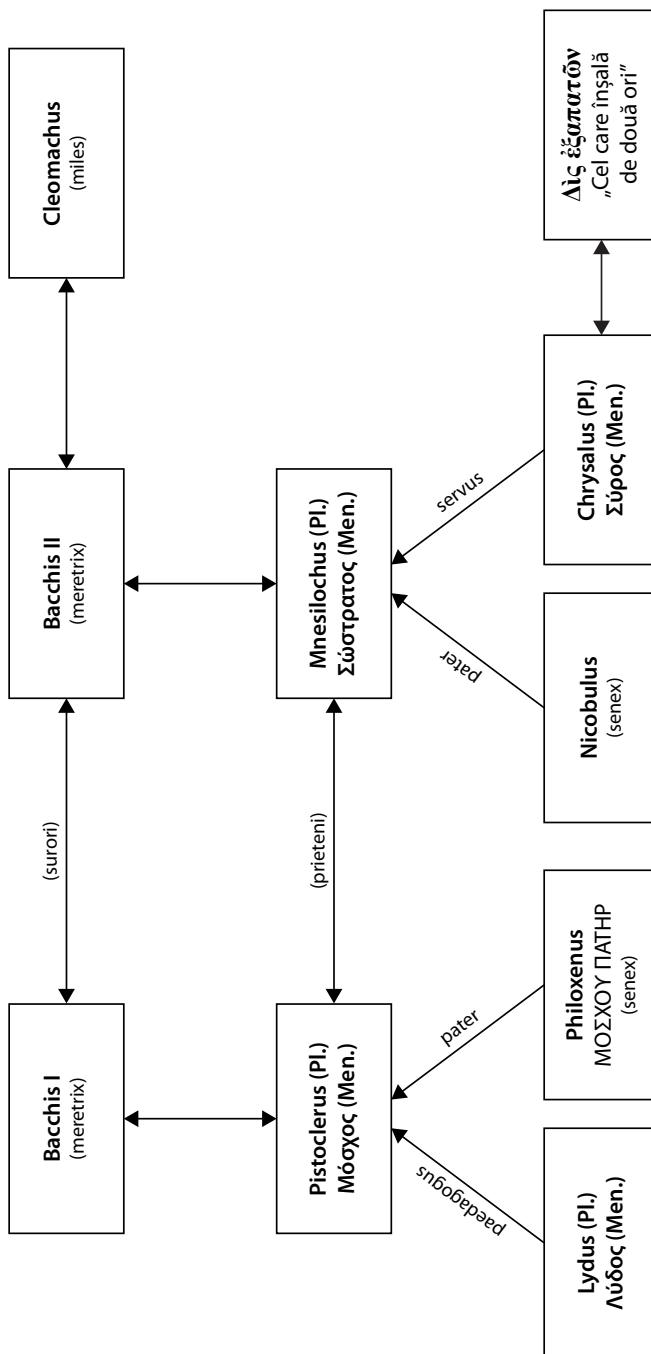 Bacchis I
(meretrix)
(surori)
Bacchis II
(meretrix)
Cleomachus
(miles)
Pistoclerus (Pl.)
Μόσχος (Men.)
(prieteni)
Mnesilochus (Pl.)
Σώστρατος (Men.)
paedagogus
pater
pater
servus
Lydus (Pl.)
Λύδος (Men.)
Philoxenus
ΜΟΣΧΟΥ ΠΑΤΗΡ
(senex)
Nicobulus
(senex)
Chrysalus (Pl.)
Σύρος (Men.)
Δὶς ἐξαπατῶν
„Cel care înșală
de două ori”